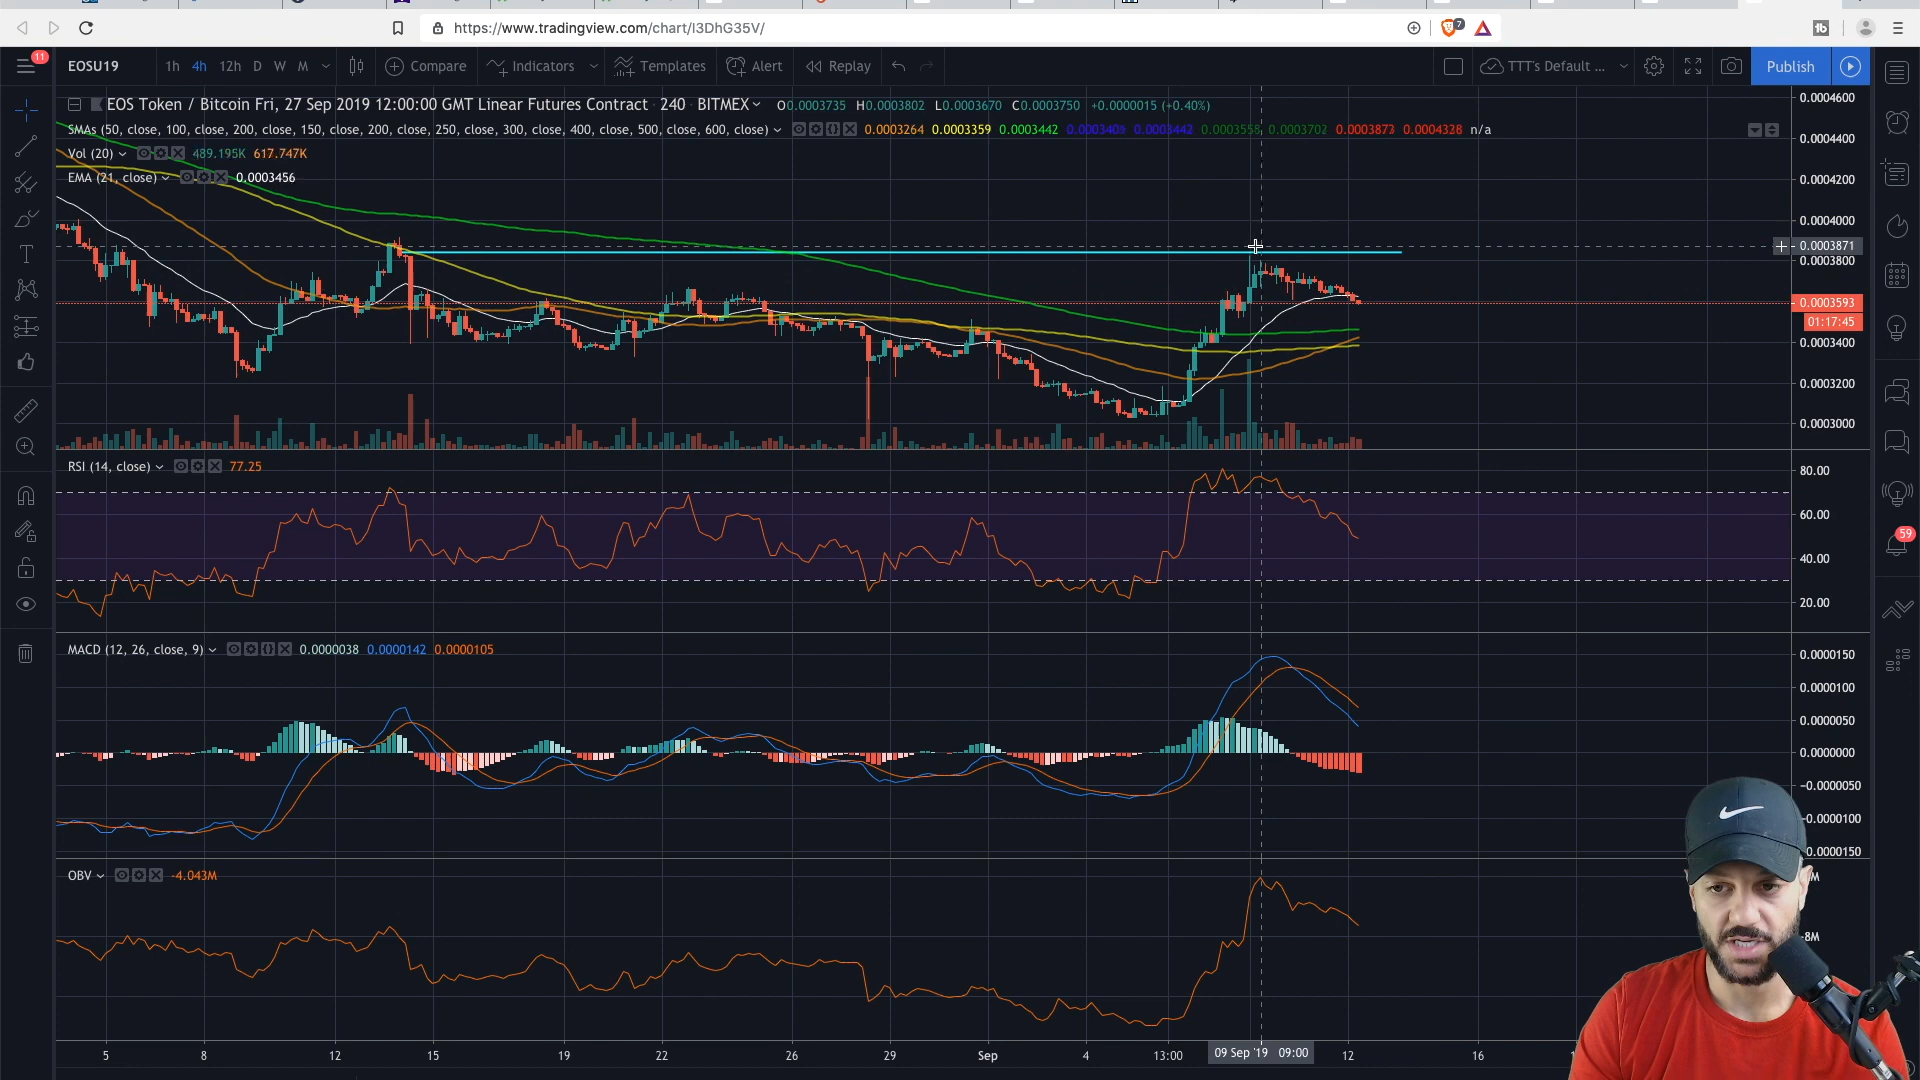 7
https://www.tradingview.com/chart/I3DhG35V/
11
EOSU19
1h 4h 12h D W M
Compare
Indicators
Templates
Alert
Replay
TTT's Default ...
Publish
EOS Token / Bitcoin Fri, 27 Sep 2019 12:00:00 GMT Linear Futures Contract 240 BITMEX O0.0003735 H0.0003802 L0.0003670 C0.0003750 +0.0000015 (+0.40%)
SMAs (50, close, 100, close, 200, close, 150, close, 200, close, 250, close, 300, close, 400, close, 500, close, 600, close) 0.0003264 0.0003359 0.0003442 0.0003442 0.0003702 0.0003873 0.0004328 n/a
Vol (20) 489.195K 617.747K
EMA (21, close) 0.0003456
0.0004600
0.0004400
0.0004200
0.0004000
0.0003871
0.0003800
0.0003593
01:17:45
0.0003400
0.0003200
0.0003000
RSI (14, close) 77.25
80.00
60.00
40.00
20.00
59
MACD (12, 26, close, 9) 0.0000038 0.0000142 0.0000105
0.0000150
0.0000100
0.0000050
0.0000000
-0.0000050
-0.0000100
0.0000150
OBV -4.043M
M
-8M
5 8 12 15 19 22 26 29 Sep 4 13:00 09 Sep '19 09:00 12 16